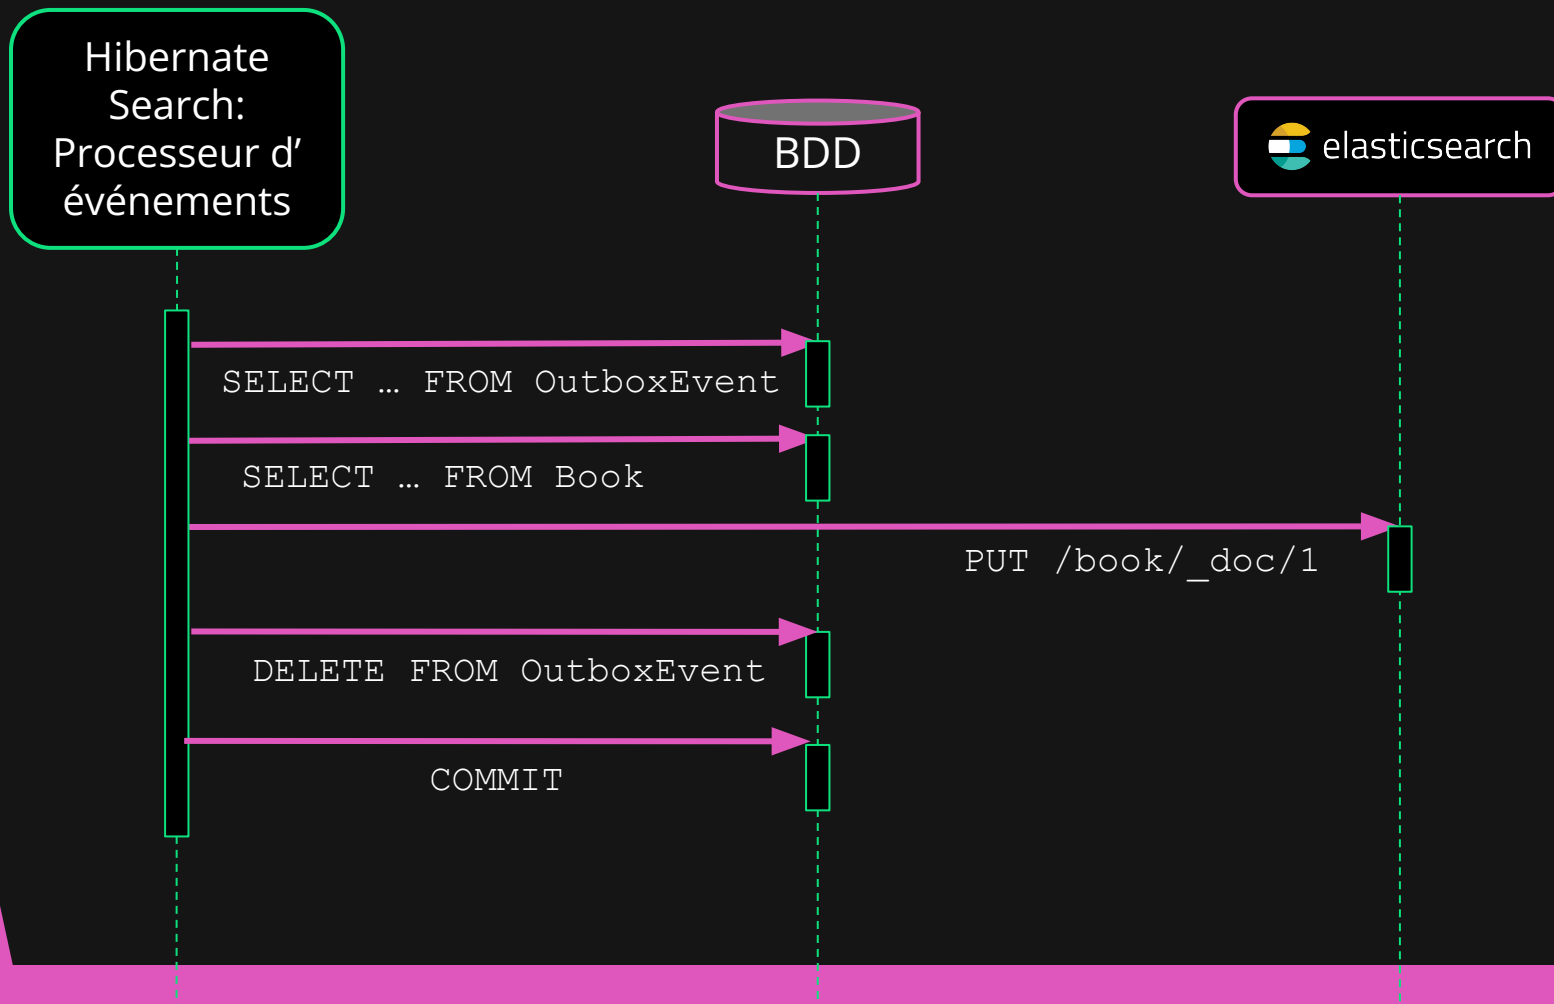 Hibernate
Search:
Processeur d’
événements
BDD
elasticsearch
SELECT … FROM OutboxEvent
SELECT … FROM Book
PUT /book/_doc/1
DELETE FROM OutboxEvent
COMMIT